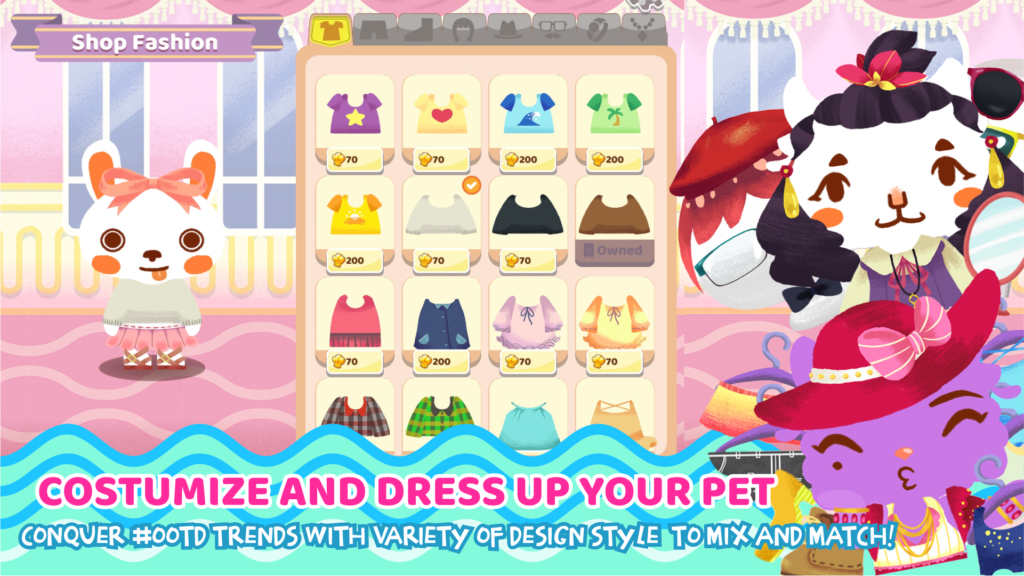 Shop Fashion
70
70
200
200
200
70
70
Owned
70
200
70
70
COSTUMIZE AND DRESS UP YOUR PET
CONQUER #OOTD TRENDS WITH VARIETY OF DESIGN STYLE TO MIX AND MATCH!